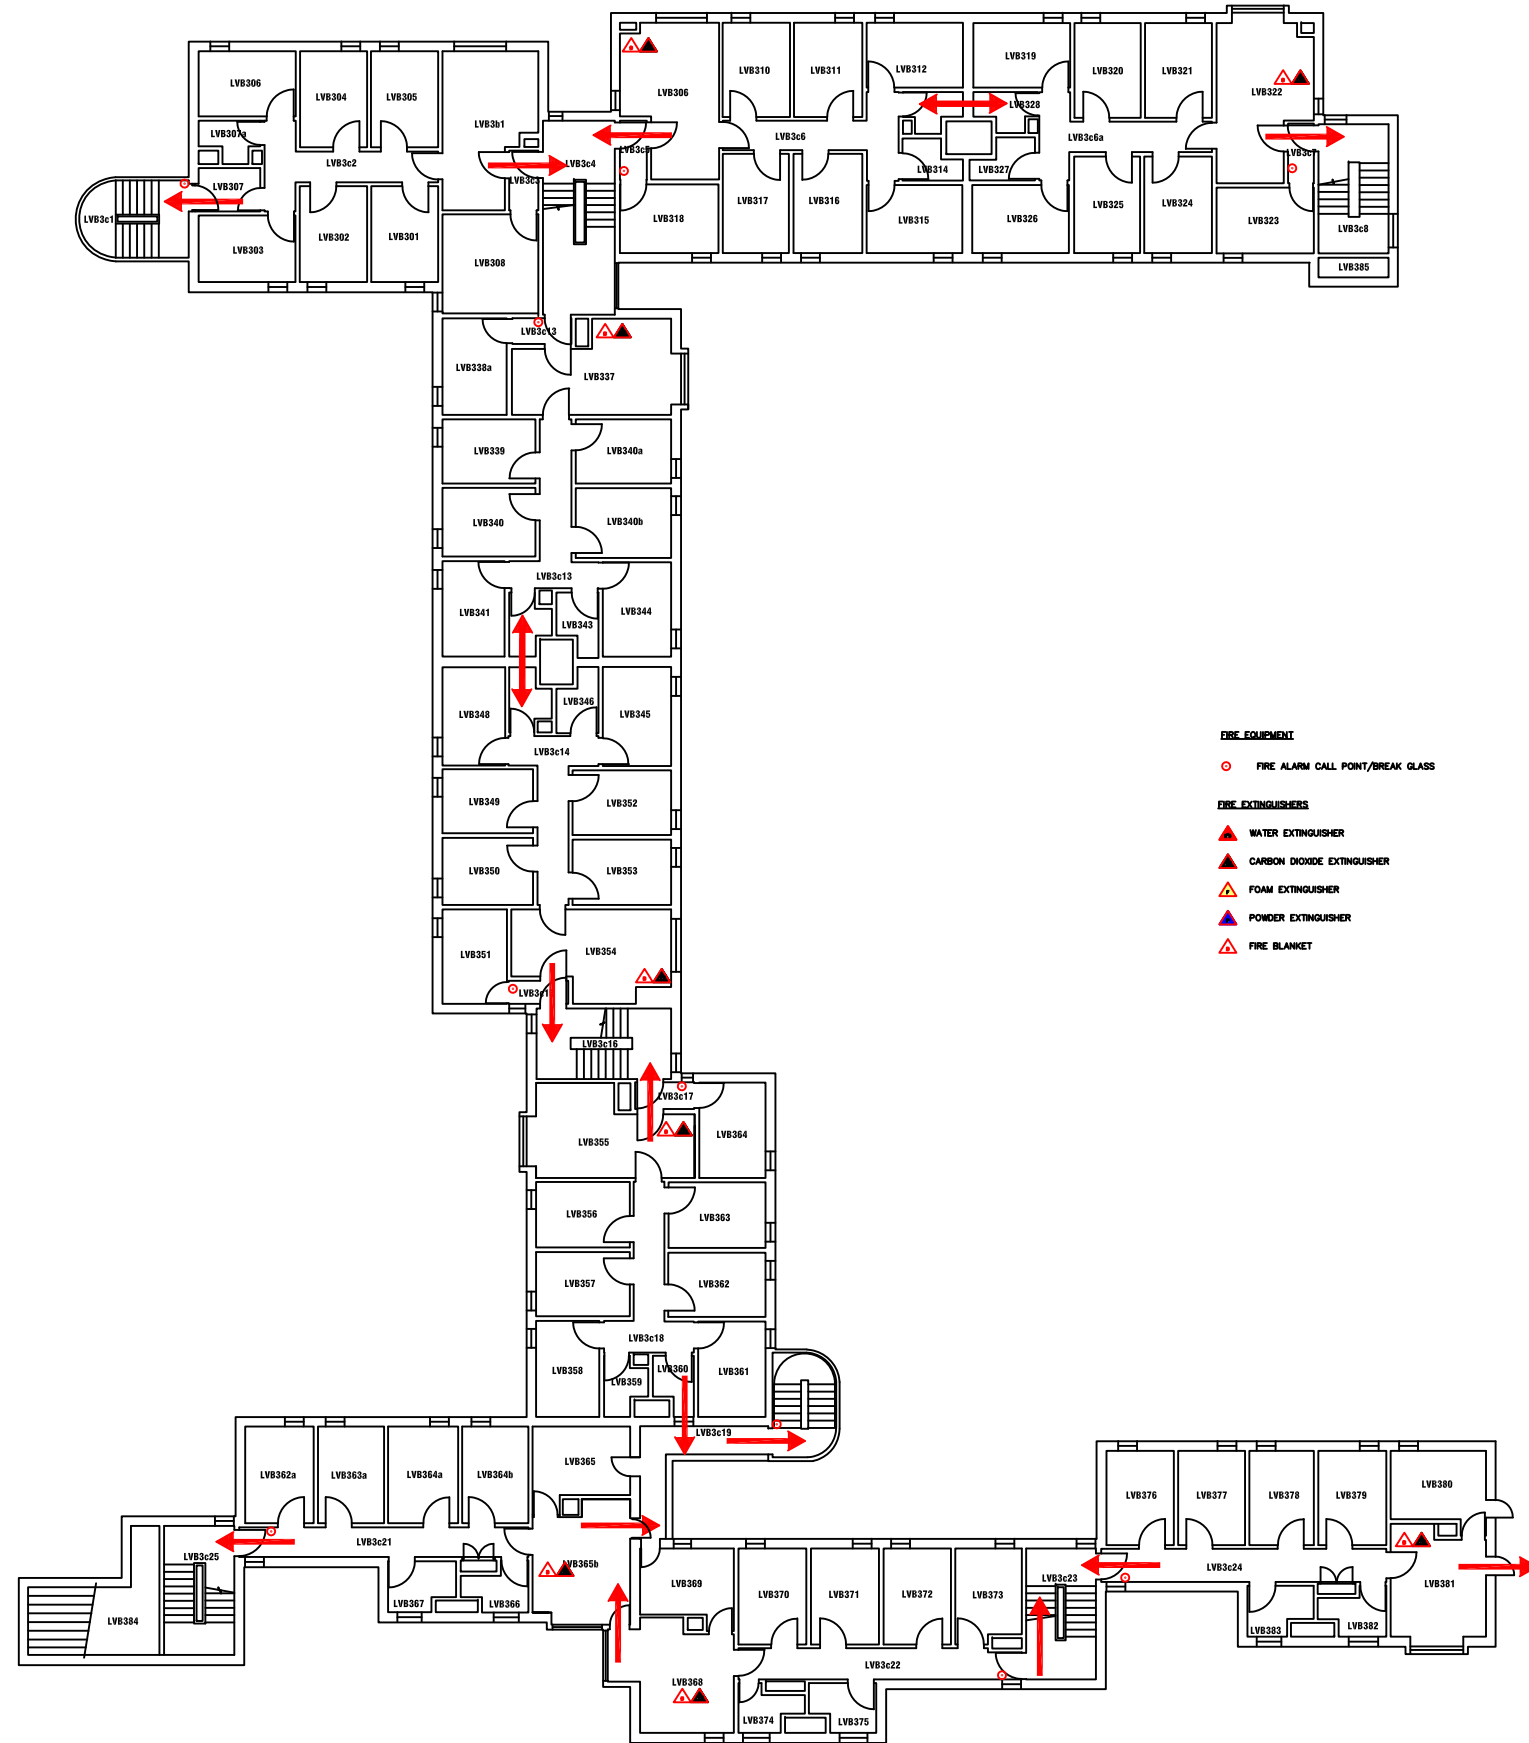 LVB306
LVB304
LVB305
LVB3b1
LVB307a
LVB3c2
LVB307
LVB3c1
LVB303
LVB302
LVB301
LVB308
LVB3c3
LVB3c4
LVB3c5
LVB306
LVB310
LVB311
LVB312
LVB319
LVB320
LVB321
LVB322
LVB328
LVB3c6
LVB3c6a
LVB3c7
LVB314
LVB327
LVB318
LVB317
LVB316
LVB315
LVB326
LVB325
LVB324
LVB323
LVB3c8
LVB385
LVB3c13
LVB338a
LVB337
LVB339
LVB340a
LVB340
LVB340b
LVB3c13
LVB341
LVB343
LVB344
LVB348
LVB346
LVB345
LVB3c14
LVB349
LVB352
LVB350
LVB353
LVB351
LVB354
LVB3c1
LVB3c16
LVB3c17
LVB355
LVB364
LVB356
LVB363
LVB357
LVB362
LVB3c18
LVB358
LVB359
LVB360
LVB361
LVB3c19
LVB362a
LVB363a
LVB364a
LVB364b
LVB365
LVB3c21
LVB3c25
LVB365b
LVB367
LVB366
LVB384
LVB369
LVB370
LVB371
LVB372
LVB373
LVB3c23
LVB3c22
LVB368
LVB374
LVB375
LVB376
LVB377
LVB378
LVB379
LVB380
LVB3c24
LVB381
LVB383
LVB382
FIRE EQUIPMENT
FIRE ALARM CALL POINT/BREAK GLASS
FIRE EXTINGUISHERS
WATER EXTINGUISHER
CARBON DIOXIDE EXTINGUISHER
FOAM EXTINGUISHER
POWDER EXTINGUISHER
FIRE BLANKET